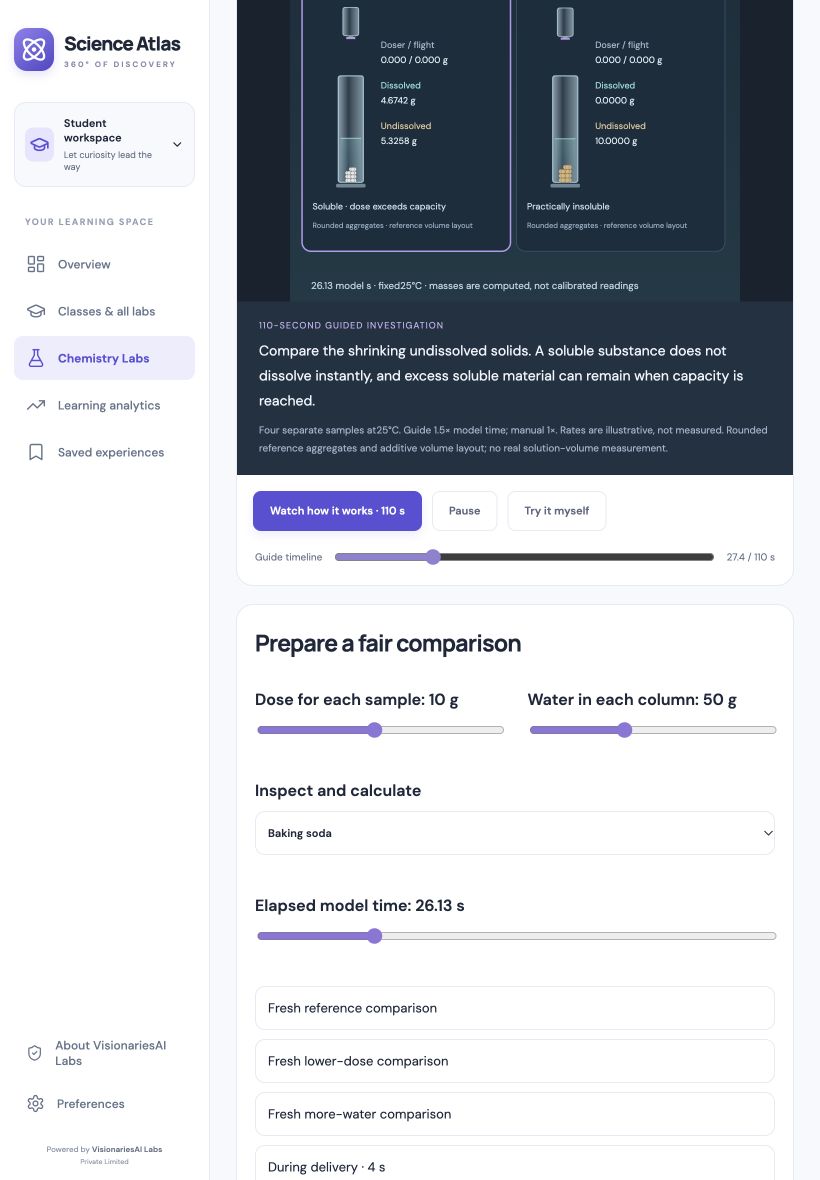 Science Atlas
360° OF DISCOVERY
Student
workspace
Let curiosity lead the
way
YOUR LEARNING SPACE
Overview
Classes & all labs
Chemistry Labs
Learning analytics
Saved experiences
About VisionariesAI
Labs
Preferences
Powered by VisionariesAI Labs
Private Limited
Doser / flight
0.000 / 0.000 g
Dissolved
4.6742 g
Undissolved
5.3258 g
Soluble · dose exceeds capacity
Rounded aggregates · reference volume layout
Doser / flight
0.000 / 0.000 g
Dissolved
0.0000 g
Undissolved
10.0000 g
Practically insoluble
Rounded aggregates · reference volume layout
26.13 model s · fixed25°C · masses are computed, not calibrated readings
110-SECOND GUIDED INVESTIGATION
Compare the shrinking undissolved solids. A soluble substance does not
dissolve instantly, and excess soluble material can remain when capacity is
reached.
Four separate samples at25°C. Guide 1.5× model time; manual 1×. Rates are illustrative, not measured. Rounded
reference aggregates and additive volume layout; no real solution-volume measurement.
Watch how it works · 110 s
Pause
Try it myself
Guide timeline
27.4 / 110 s
Prepare a fair comparison
Dose for each sample: 10 g
Water in each column: 50 g
Inspect and calculate
Baking soda
Elapsed model time: 26.13 s
Fresh reference comparison
Fresh lower-dose comparison
Fresh more-water comparison
During delivery · 4 s